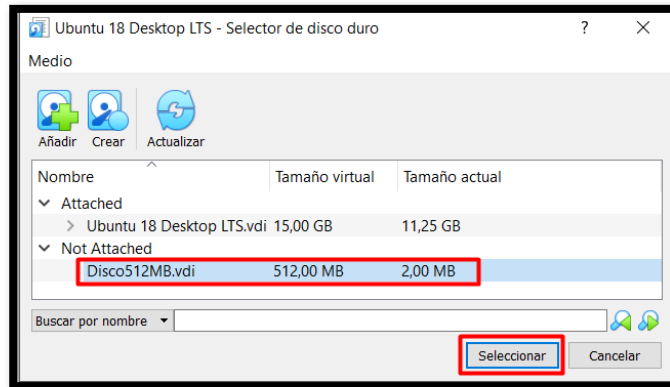 Ubuntu 18 Desktop LTS - Selector de disco duro ?
Medio
Añadir Crear Actualizar
Nombre Tamaño virtual Tamaño actual
Attached
Ubuntu 18 Desktop LTS.vdi 15,00 GB 11,25 GB
Not Attached
Disco512MB.vdi 512,00 MB 2,00 MB
Buscar por nombre
Seleccionar Cancelar